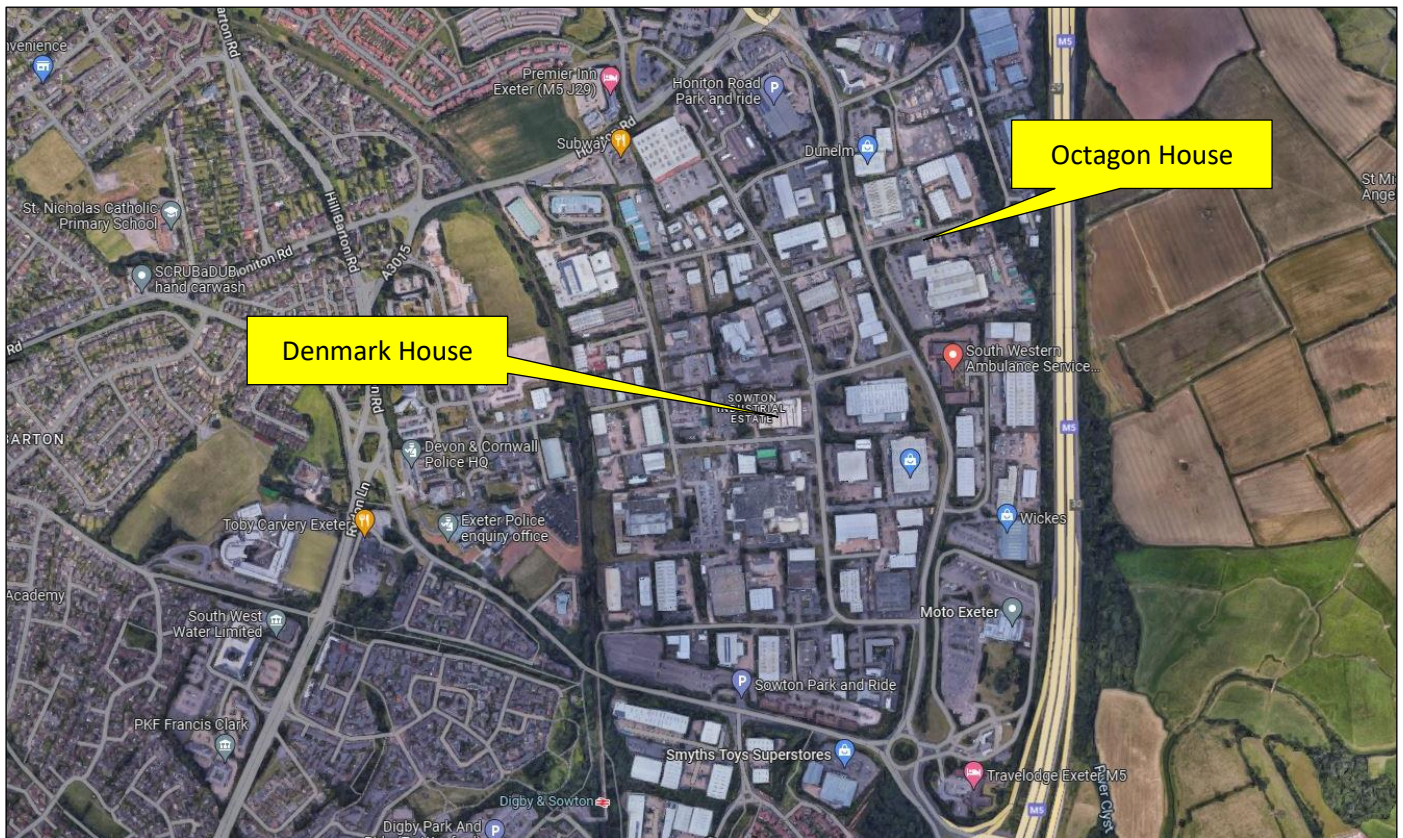 Barton Rd
nvenience
Premier Inn
Exeter (M5 J29)
Honiton Road
Park and ride
M5
Subway
Dunelm
Octagon House
St Mi
Ange
St. Nicholas Catholic
Primary School
Hill Barton Rd
A3015
SCRUBaDUB
hand carwash
Honiton Rd
Rd
Denmark House
South Western
Ambulance Service...
SOWTON
INDUSTRIAL
ESTATE
BARTON
Devon & Cornwall
Police HQ
M5
Toby Carvery Exeter
Exeter Police
enquiry office
Wickes
Academy
South West
Water Limited
Moto Exeter
Sowton Park and Ride
PKF Francis Clark
Smyths Toys Superstores
Travelodge Exeter M5
Digby & Sowton
M5
River Clyst
Digby Park And